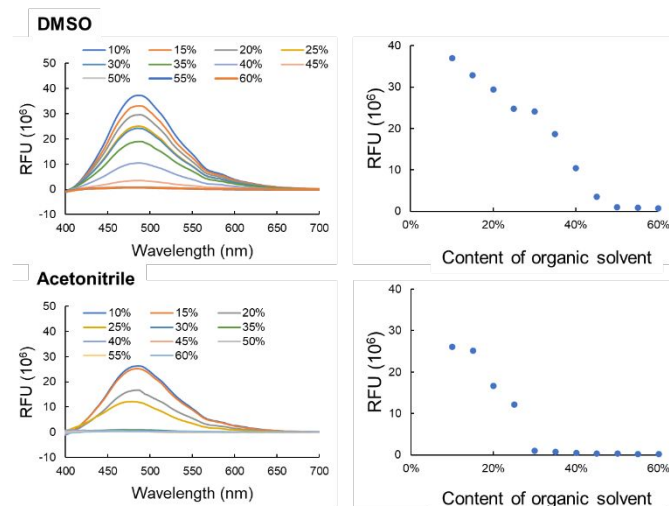 DMSO
10% 15% 20% 25%
30% 35% 40% 45%
50% 55% 60%
50
40
30
20
10
0
-10
RFU (10⁶)
400 450 500 550 600 650 700
Wavelength (nm)
40
30
20
10
0
RFU (10⁶)
0% 20% 40% 60%
Content of organic solvent
Acetonitrile
10% 15% 20%
25% 30% 35%
40% 45% 50%
55% 60%
50
40
30
20
10
0
-10
RFU (10⁶)
400 450 500 550 600 650 700
Wavelength (nm)
40
30
20
10
0
RFU (10⁶)
0% 20% 40% 60%
Content of organic solvent